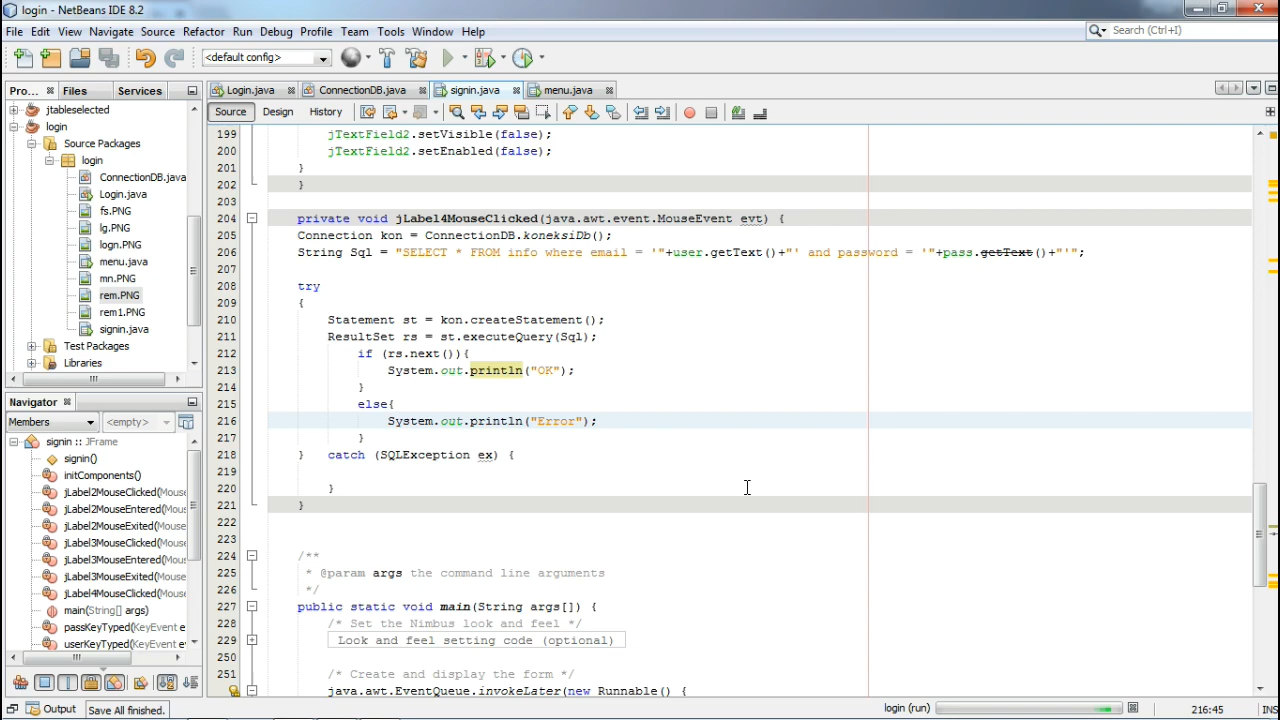 login - NetBeans IDE 8.2
File Edit View Navigate Source Refactor Run Debug Profile Team Tools Window Help
Search (Ctrl+I)
<default config>
Pro... Files Services
Login.java ConnectionDB.java signin.java menu.java
Source Design History
jtableselected
login
Source Packages
login
ConnectionDB.java
Login.java
fs.PNG
lg.PNG
logn.PNG
menu.java
mn.PNG
rem.PNG
rem1.PNG
signin.java
Test Packages
Libraries
Navigator
Members <empty>
signin :: JFrame
signin()
initComponents()
jLabel2MouseClicked(Mouse
jLabel2MouseEntered(Mous
jLabel2MouseExited(Mouse
jLabel3MouseClicked(Mouse
jLabel3MouseEntered(Mous
jLabel3MouseExited(Mouse
jLabel4MouseClicked(Mouse
main(String[] args)
passKeyTyped(KeyEvent e
userKeyTyped(KeyEvent e
199 jTextField2.setVisible(false);
200 jTextField2.setEnabled(false);
201 }
202 }
203
204 private void jLabel4MouseClicked(java.awt.event.MouseEvent evt) {
205 Connection kon = ConnectionDB.koneksiDb();
206 String Sql = "SELECT * FROM info where email = '"+user.getText()+"' and password = '"+pass.getText()+"'";
207
208 try
209 {
210 Statement st = kon.createStatement();
211 ResultSet rs = st.executeQuery(Sql);
212 if (rs.next()){
213 System.out.println("OK");
214 }
215 else{
216 System.out.println("Error");
217 }
218 } catch (SQLException ex) {
219
220 }
221 }
222
223
224 /**
225 * @param args the command line arguments
226 */
227 public static void main(String args[]) {
228 /* Set the Nimbus look and feel */
229 Look and feel setting code (optional)
250
251 /* Create and display the form */
java.awt.EventQueue.invokeLater(new Runnable() {
Output Save All finished. login (run) 216:45 INS